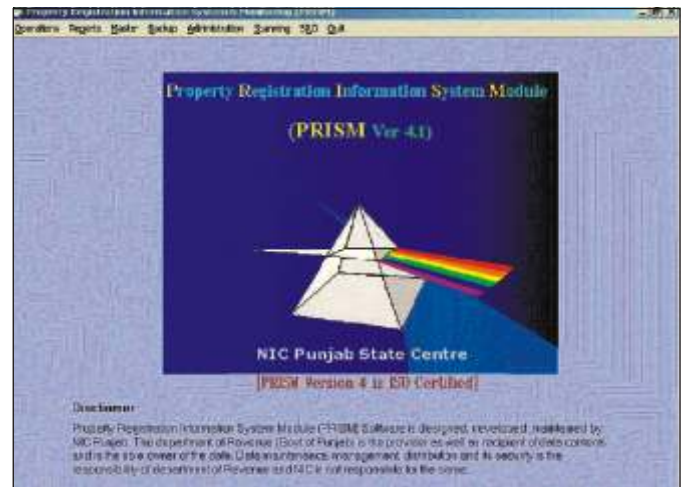 Property Registration Information System Module
Operations Reports Master Backup Administration Scanning Quit
Property Registration Information System Module
(PRISM Ver 4.1)
NIC Punjab State Centre
[PRISM Version 4 is ISO Certified]
Disclaimer
Property Registration Information System Module (PRISM) Software is designed, developed, maintained by
NIC Punjab. The department of Revenue (Govt of Punjab) is the provider as well as recipient of data contents
and is the sole owner of the data. Data maintenance, management, distribution and its security is the
responsibility of department of Revenue and NIC is not responsible for the same.